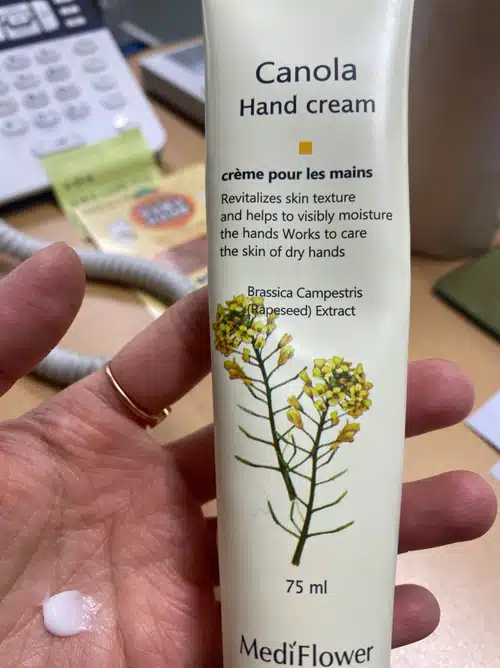 Canola
Hand cream
crème pour les mains
Revitalizes skin texture
and helps to visibly moisture
the hands Works to care
the skin of dry hands
Brassica Campestris
(Rapeseed) Extract
75 ml
MediFlower